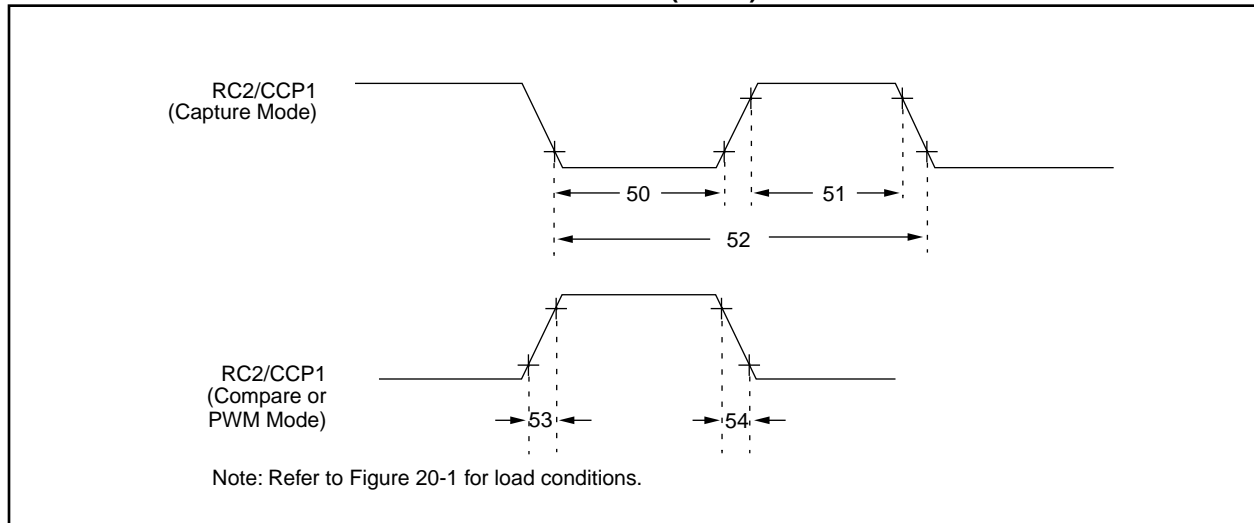 RC2/CCP1
(Capture Mode)
50
51
52
RC2/CCP1
(Compare or
PWM Mode)
53
54
Note: Refer to Figure 20-1 for load conditions.